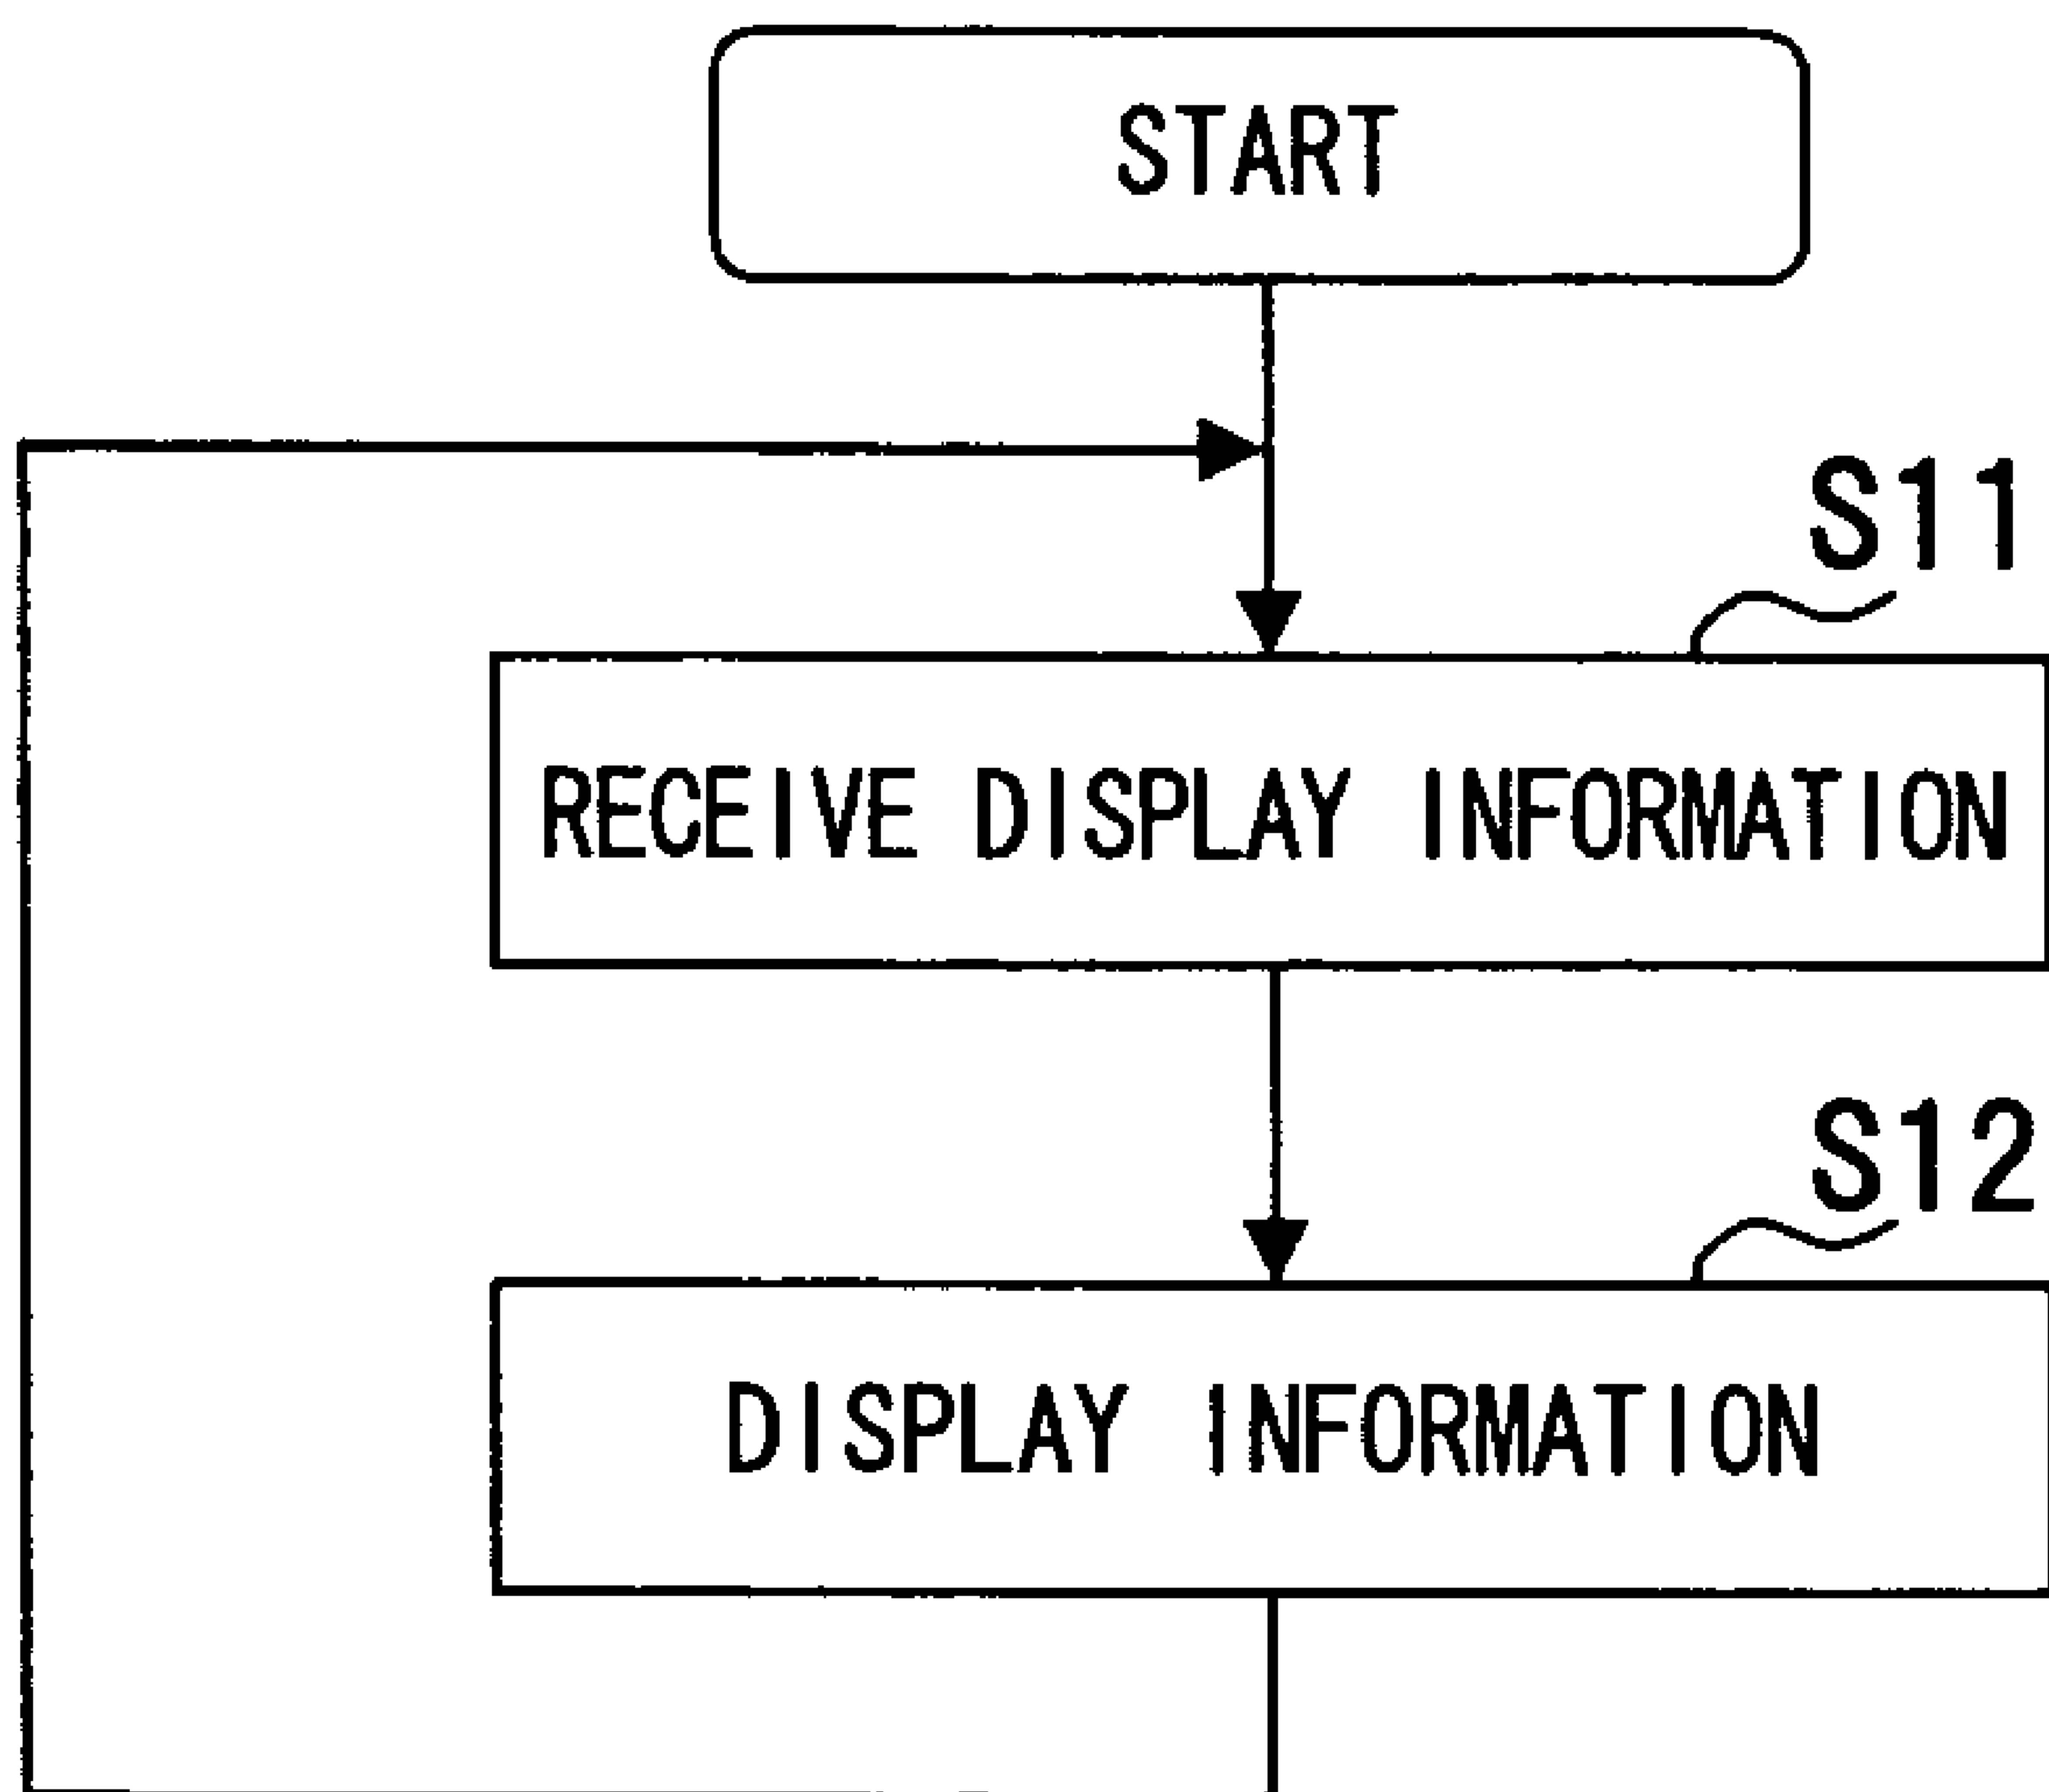 START
S11
RECEIVE DISPLAY INFORMATION
S12
DISPLAY INFORMATION